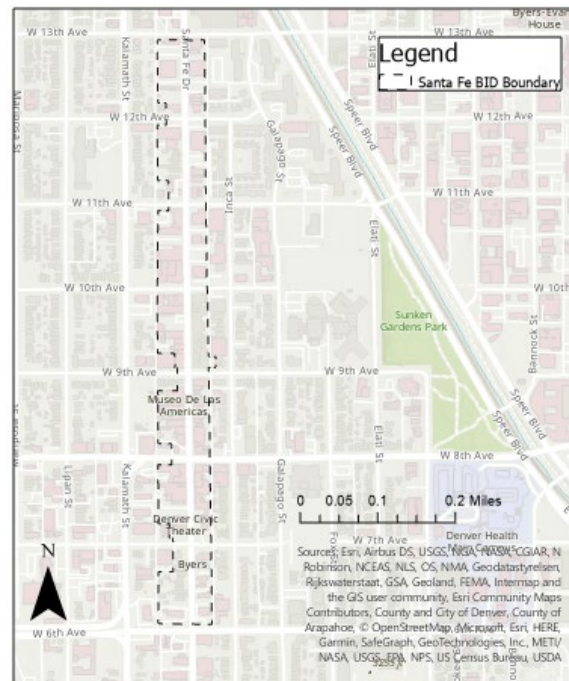 Byers-Evan
House
W 13th Ave
Kalamath St
Santa Fe Dr
W 13th Ave
Elati St
W 13th Ave
Legend
Santa Fe BID Boundary
Mariposa St
W 12th Ave
Galapago St
Speer Blvd
Speer Blvd
W 12th Ave
W 11th Ave
Inca St
W 11th Ave
Elati St
W 10th Ave
W 10th
Sunken
Gardens Park
Bannock St
W 9th Ave
W 9th Ave
Museo De Las
Americas
Speer Blvd
Speer Blvd
Elati St
W 8th Ave
Lipan St
Kalamath St
Galapago St
0 0.05 0.1 0.2 Miles
Denver Civic
Theater
W 7th Ave
Denver Health
Byers
N
Sources: Esri, Airbus DS, USGS, NGA, NASA, CGIAR, N
Robinson, NCEAS, NLS, OS, NMA, Geodatastyrelsen,
Rijkswaterstaat, GSA, Geoland, FEMA, Intermap and
the GIS user community, Esri Community Maps
Contributors, County and City of Denver, County of
Arapahoe, © OpenStreetMap, Microsoft, Esri, HERE,
Garmin, SafeGraph, GeoTechnologies, Inc., METI/
NASA, USGS, EPA, NPS, US Census Bureau, USDA
W 6th Ave